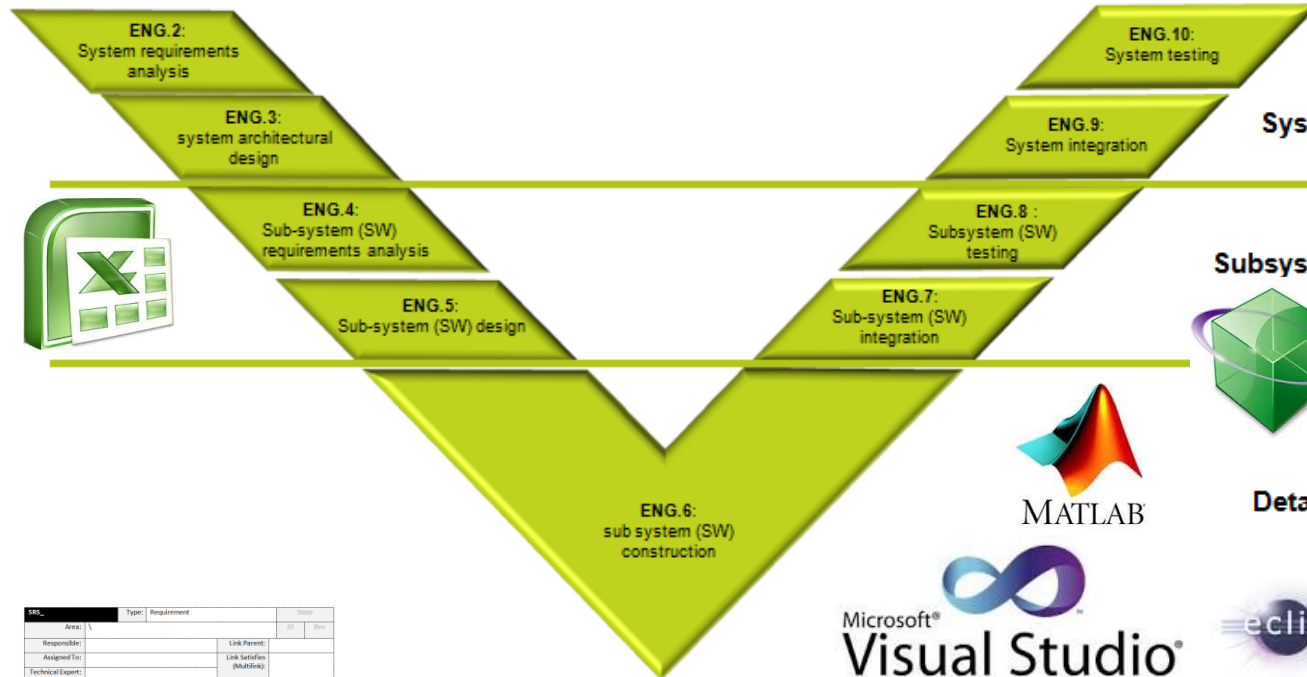 ENG.2:
System requirements
analysis
ENG.3:
system architectural
design
ENG.4:
Sub-system (SW)
requirements analysis
ENG.5:
Sub-system (SW) design
ENG.6:
sub system (SW)
construction
ENG.7:
Sub-system (SW)
integration
ENG.8 :
Subsystem (SW)
testing
ENG.9:
System integration
ENG.10:
System testing
Sys
Subsys
Deta
MATLAB®
Microsoft®
Visual Studio®
™
ecli
SRS_ Type: Requirement State
Area: \ ID Rev
Responsible: Link Parent:
Assigned To: Link Satisfies
(Multilink):
Technical Expert: